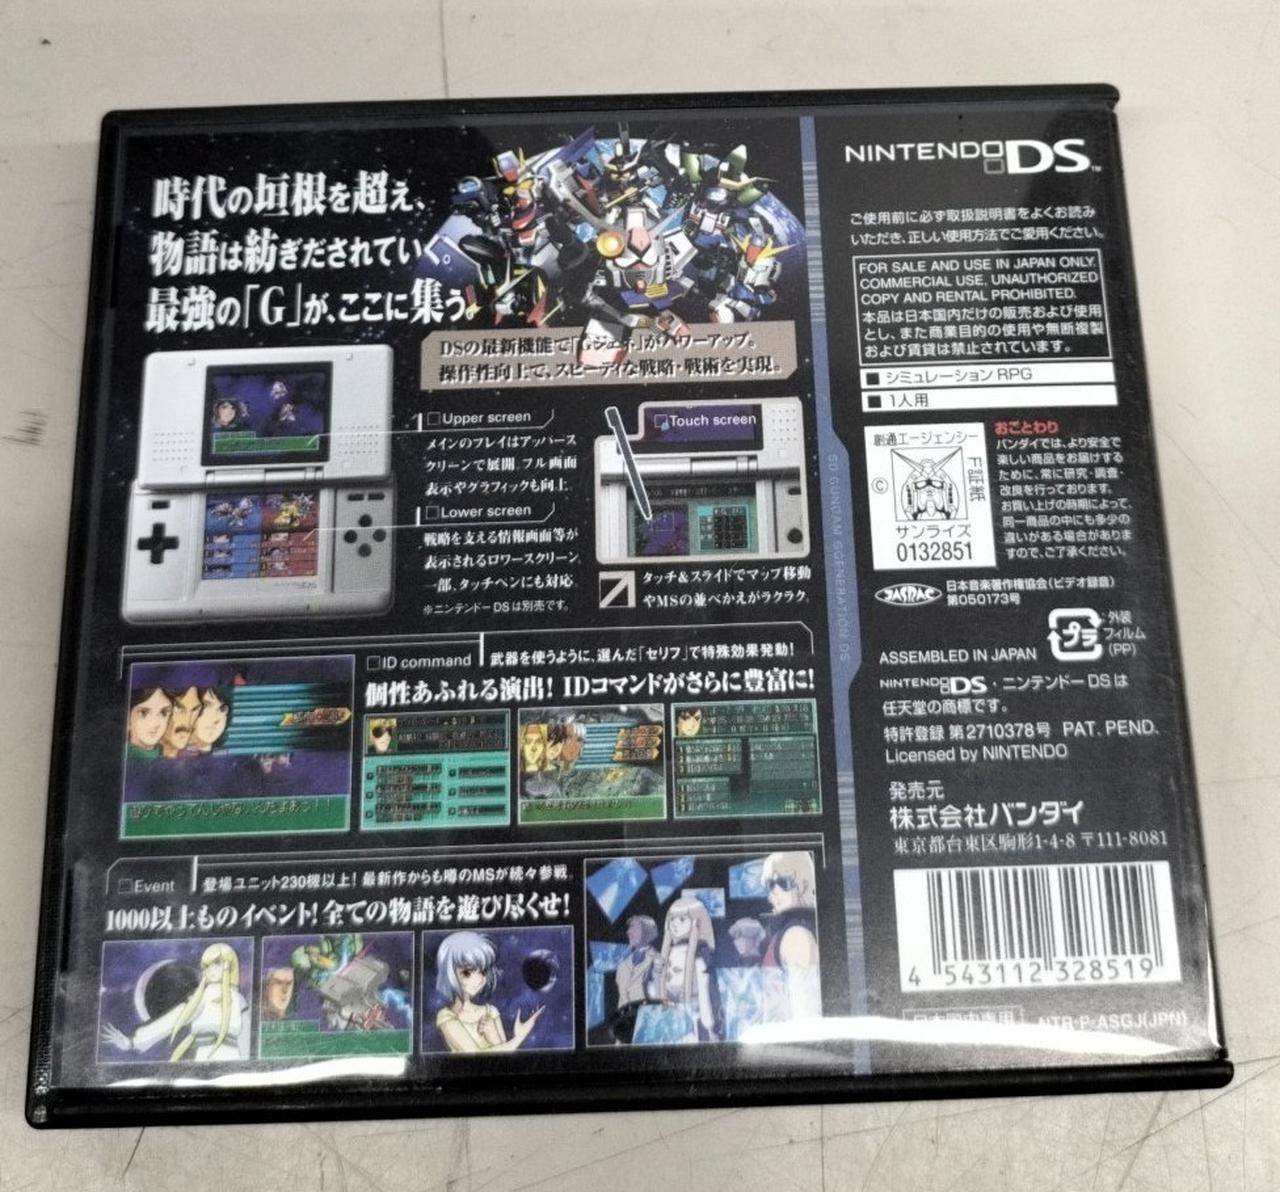 時代の垣根を超え、
物語は紡ぎだされていく。
最強の「G」が、ここに集う。
DSの最新機能で「Gジェネ」がパワーアップ。
操作性向上で、スピーディな戦略・戦術を実現。
Upper screen
メインのプレイはアッパース
クリーンで展開。フル画面
表示やグラフィックも向上。
Lower screen
戦略を支える情報画面等が
表示されるロワースクリーン。
一部、タッチペンにも対応。
※ニンテンドーDSは別売です。
Touch screen
タッチ&スライドでマップ移動
やMSの並べかえがラクラク。
ID command
武器を使うように、選んだ「セリフ」で特殊効果発動!
個性あふれる演出! IDコマンドがさらに豊富に!
Event
登場ユニット230機以上! 最新作からも噂のMSが続々参戦。
1000以上ものイベント! 全ての物語を遊び尽くせ!
SD GUNDAM GGENERATION DS
NINTENDO DS™
ご使用前に必ず取扱説明書をよくお読み
いただき、正しい使用方法でご愛用ください。
FOR SALE AND USE IN JAPAN ONLY.
COMMERCIAL USE, UNAUTHORIZED
COPY AND RENTAL PROHIBITED.
本品は日本国内だけの販売および使用
とし、また商業目的の使用や無断複製
および賃貸は禁止されています。
■ シミュレーションRPG
■ 1人用
創通エージェンシー
©
サンライズ
0132851
おことわり
バンダイでは、より安全で
楽しい商品をお届けする
ために、常に研究・調査・
改良を行っております。
お買い上げの時期によって、
同一商品の中にも多少の
違いがある場合がありま
すので、ご了承ください。
JASRAC
日本音楽著作権協会(ビデオ録音)
第050173号
プラ
外装
フィルム
(PP)
ASSEMBLED IN JAPAN
NINTENDO DS・ニンテンドーDSは
任天堂の商標です。
特許登録 第2710378号 PAT. PEND.
Licensed by NINTENDO
発売元
株式会社バンダイ
東京都台東区駒形1-4-8 〒111-8081
4 543112 328519
日本国内専用 NTR-P-ASGJ(JPN)